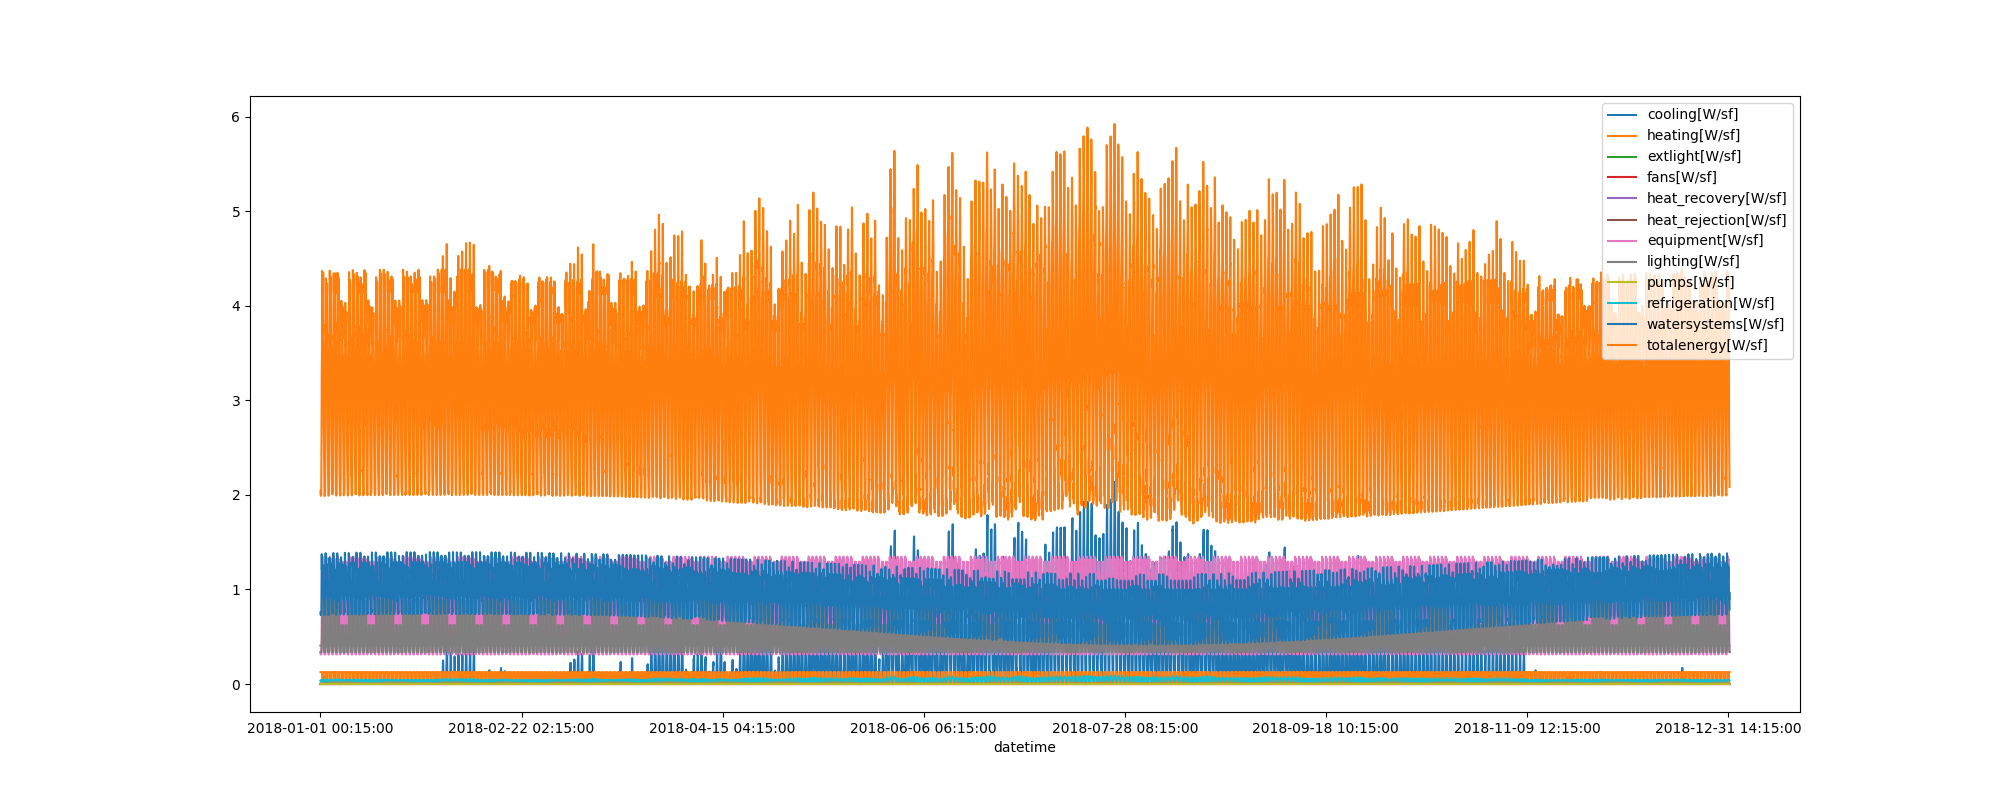 6
5
4
3
2
1
0
cooling[W/sf]
heating[W/sf]
extlight[W/sf]
fans[W/sf]
heat_recovery[W/sf]
heat_rejection[W/sf]
equipment[W/sf]
lighting[W/sf]
pumps[W/sf]
refrigeration[W/sf]
watersystems[W/sf]
totalenergy[W/sf]
2018-01-01 00:15:00 2018-02-22 02:15:00 2018-04-15 04:15:00 2018-06-06 06:15:00 2018-07-28 08:15:00 2018-09-18 10:15:00 2018-11-09 12:15:00 2018-12-31 14:15:00
datetime